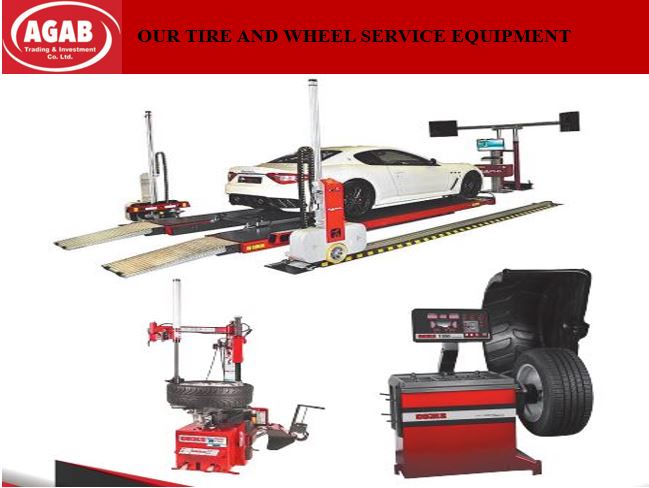 AGAB
Trading & Investment
Co. Ltd.
OUR TIRE AND WHEEL SERVICE EQUIPMENT